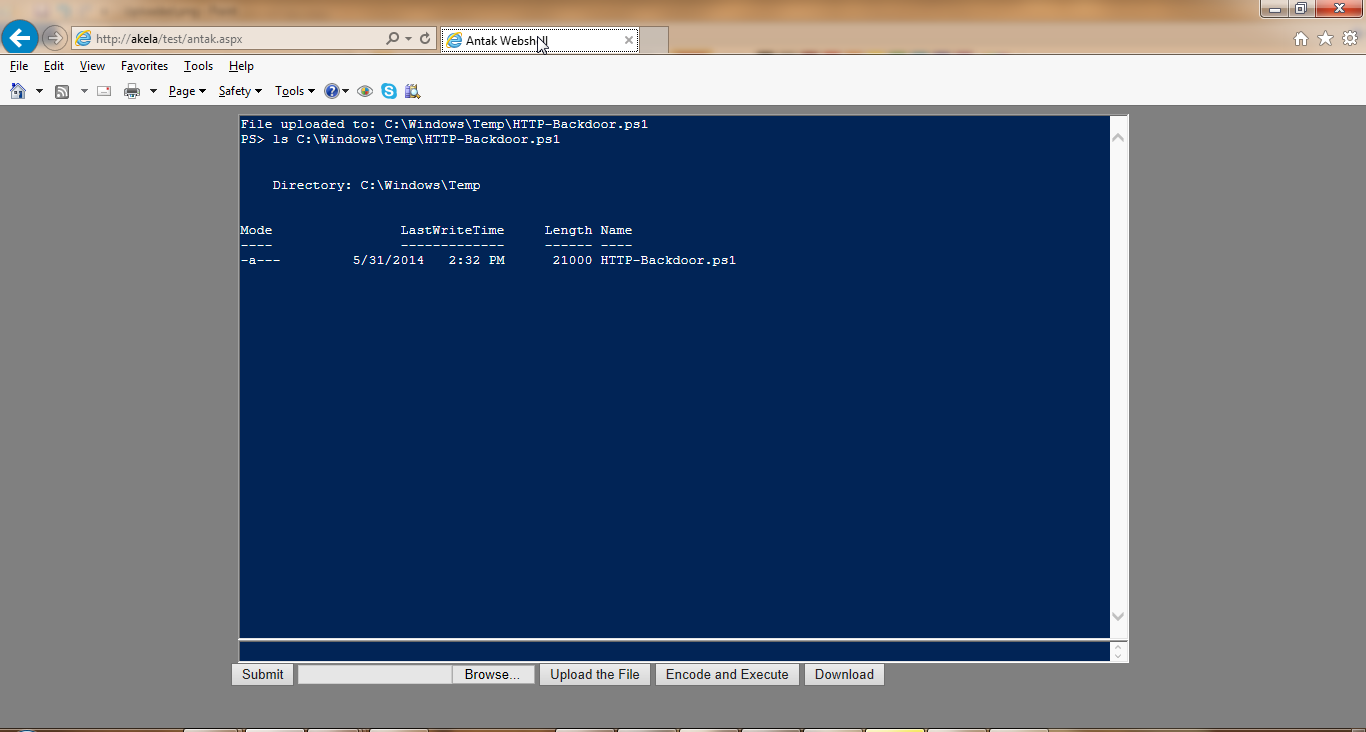 http://akela/test/antak.aspx
Antak Webshell
File Edit View Favorites Tools Help
Page Safety Tools
File uploaded to: C:\Windows\Temp\HTTP-Backdoor.ps1
PS> ls C:\Windows\Temp\HTTP-Backdoor.ps1
Directory: C:\Windows\Temp
Mode LastWriteTime Length Name
---- ------------- ------ ----
-a--- 5/31/2014 2:32 PM 21000 HTTP-Backdoor.ps1
Submit Browse... Upload the File Encode and Execute Download